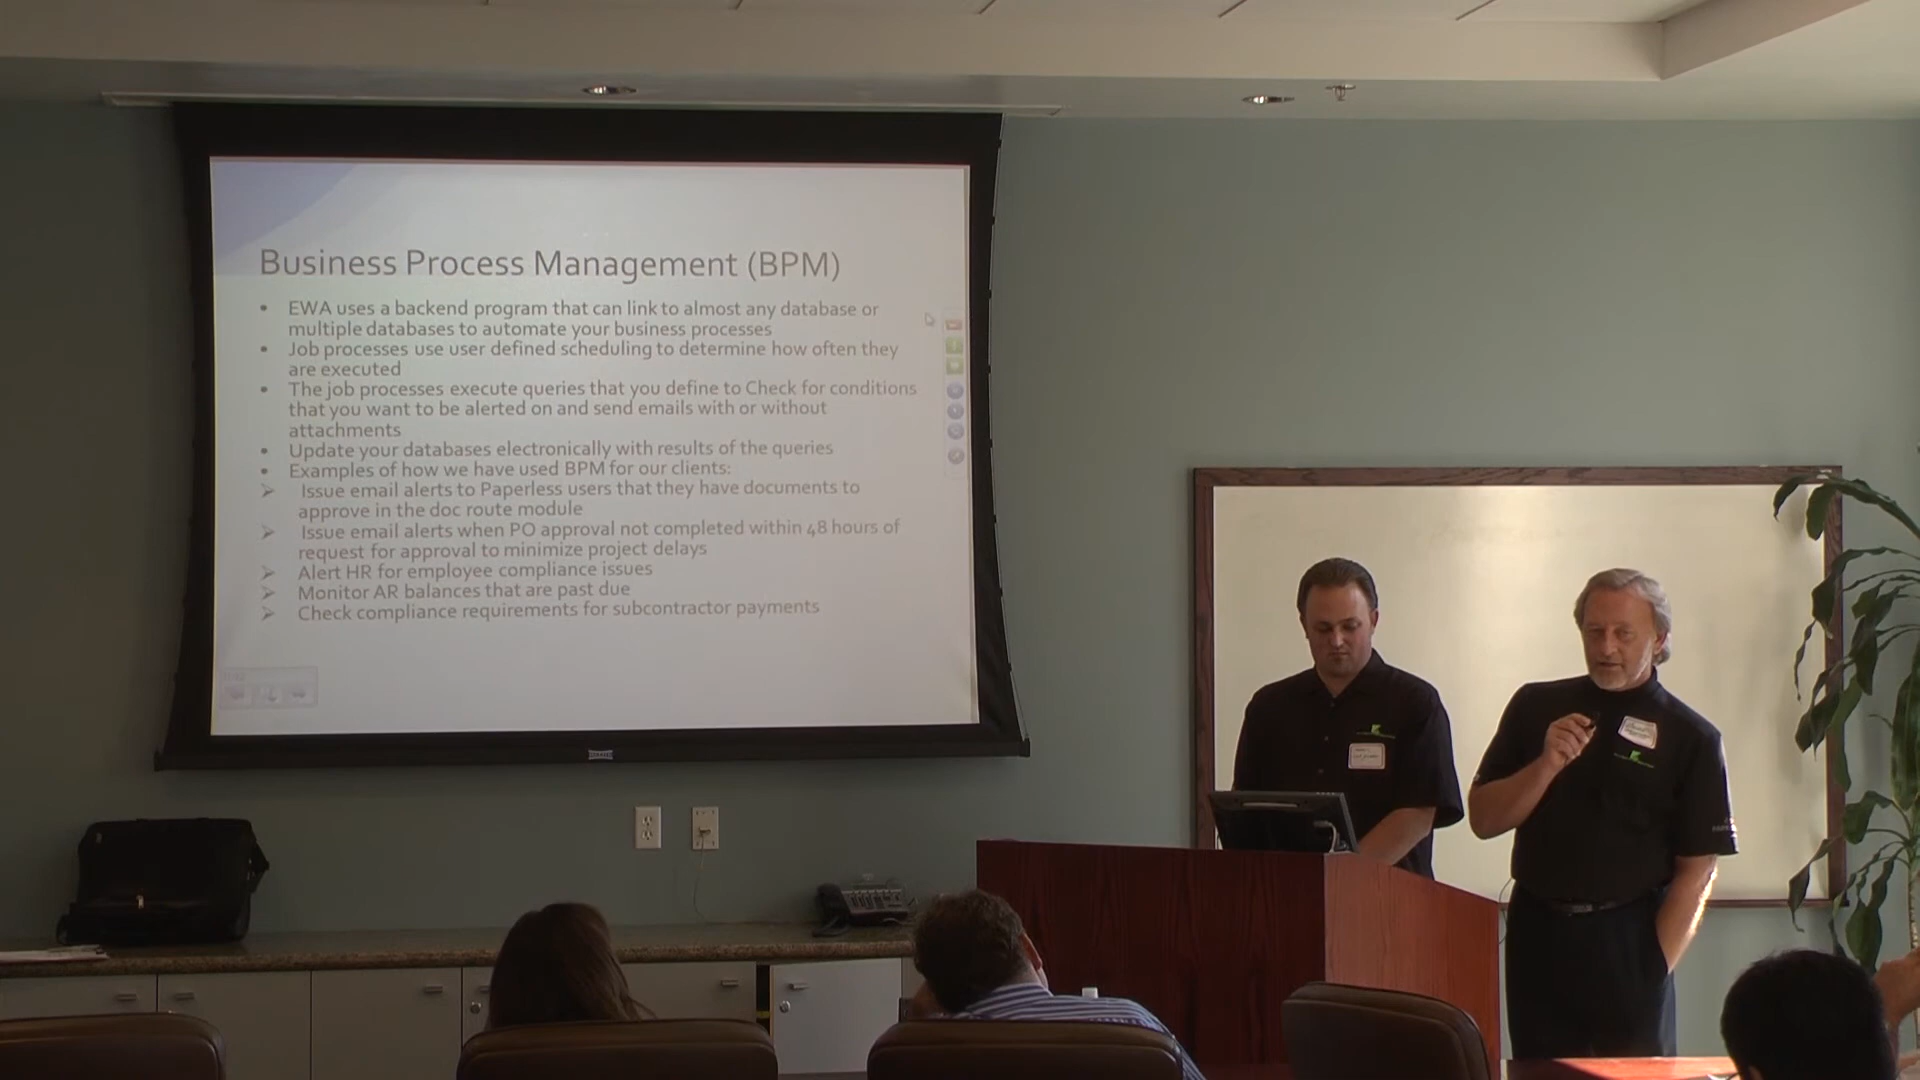 Business Process Management (BPM)
• EWA uses a backend program that can link to almost any database or
multiple databases to automate your business processes
• Job processes use user defined scheduling to determine how often they
are executed
• The job processes execute queries that you define to Check for conditions
that you want to be alerted on and send emails with or without
attachments
• Update your databases electronically with results of the queries
• Examples of how we have used BPM for our clients:
➢ Issue email alerts to Paperless users that they have documents to
approve in the doc route module
➢ Issue email alerts when PO approval not completed within 48 hours of
request for approval to minimize project delays
➢ Alert HR for employee compliance issues
➢ Monitor AR balances that are past due
➢ Check compliance requirements for subcontractor payments